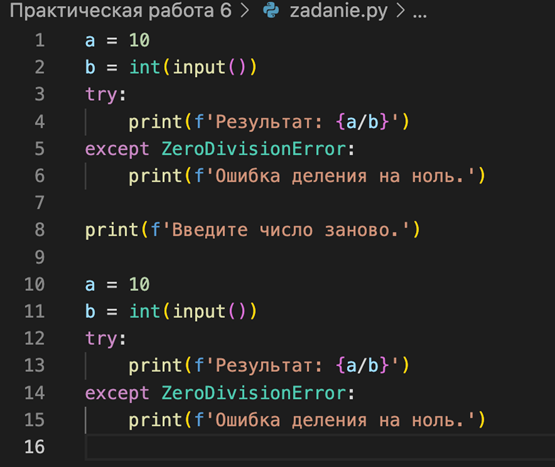 Практическая работа 6 > zadanie.py > ...
1 a = 10
2 b = int(input())
3 try:
4     print(f'Результат: {a/b}')
5 except ZeroDivisionError:
6     print(f'Ошибка деления на ноль.')
7
8 print(f'Введите число заново.')
9
10 a = 10
11 b = int(input())
12 try:
13     print(f'Результат: {a/b}')
14 except ZeroDivisionError:
15     print(f'Ошибка деления на ноль.')
16